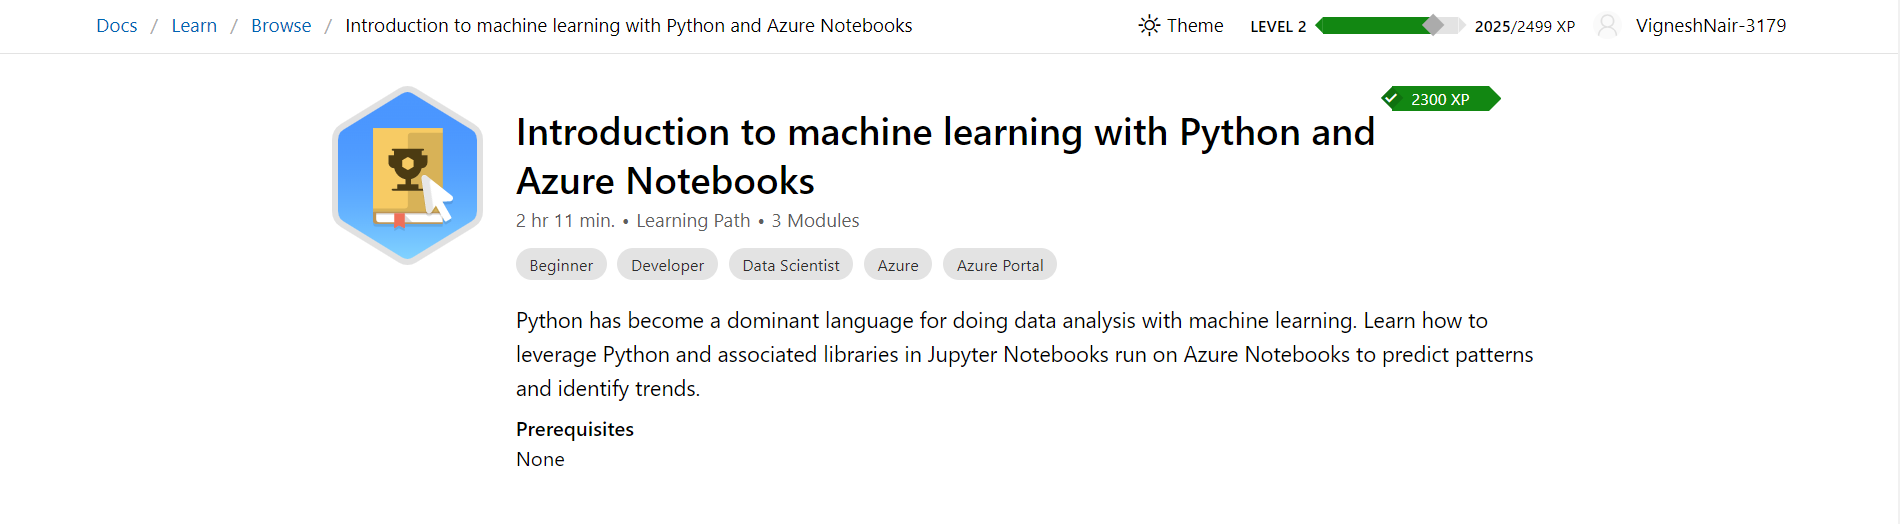 Docs / Learn / Browse / Introduction to machine learning with Python and Azure Notebooks
Theme LEVEL 2 2025/2499 XP VigneshNair-3179
2300 XP
Introduction to machine learning with Python and
Azure Notebooks
2 hr 11 min. • Learning Path • 3 Modules
Beginner Developer Data Scientist Azure Azure Portal
Python has become a dominant language for doing data analysis with machine learning. Learn how to
leverage Python and associated libraries in Jupyter Notebooks run on Azure Notebooks to predict patterns
and identify trends.
Prerequisites
None